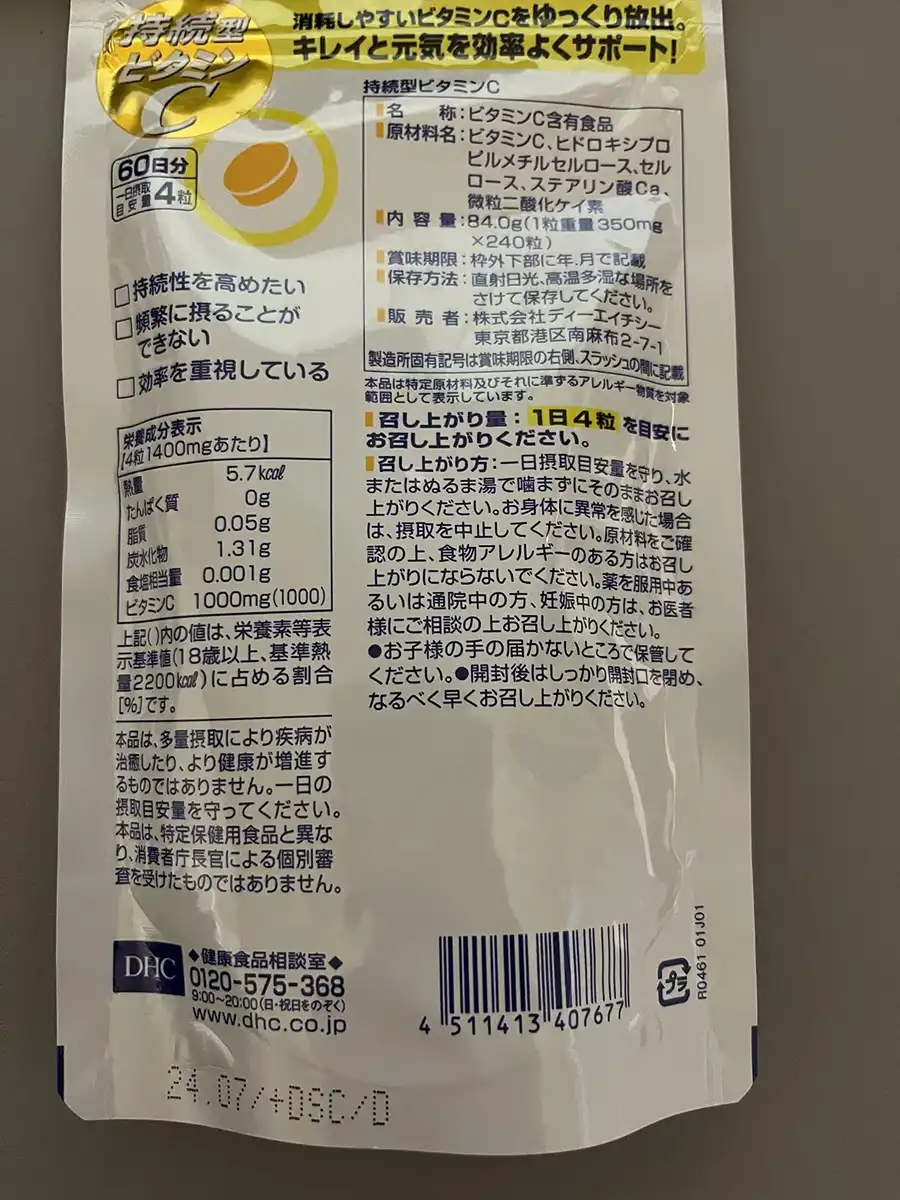 持続型
ビタミン
C
消耗しやすいビタミンCをゆっくり放出。
キレイと元気を効率よくサポート!
60日分
一日摂取
目安量4粒
□持続性を高めたい
□頻繁に摂ることが
できない
□効率を重視している
栄養成分表示
[4粒1400mgあたり]
熱量 5.7kcal
たんぱく質 0g
脂質 0.05g
炭水化物 1.31g
食塩相当量 0.001g
ビタミンC 1000mg(1000)
上記( )内の値は、栄養素等表
示基準値(18歳以上、基準熱
量2200kcal)に占める割合
[%]です。
本品は、多量摂取により疾病が
治癒したり、より健康が増進す
るものではありません。一日の
摂取目安量を守ってください。
本品は、特定保健用食品と異な
り、消費者庁長官による個別審
査を受けたものではありません。
持続型ビタミンC
名 称:ビタミンC含有食品
原材料名:ビタミンC、ヒドロキシプロ
ピルメチルセルロース、セル
ロース、ステアリン酸Ca、
微粒二酸化ケイ素
内容量:84.0g(1粒重量350mg
×240粒)
賞味期限:枠外下部に年.月で記載
保存方法:直射日光、高温多湿な場所を
さけて保存してください。
販売者:株式会社ディーエイチシー
東京都港区南麻布2-7-1
製造所固有記号は賞味期限の右側、スラッシュの間に記載
本品は特定原材料及びそれに準ずるアレルギー物質を対象
範囲として表示しています。
召し上がり量:1日4粒を目安に
お召し上がりください。
召し上がり方:一日摂取目安量を守り、水
またはぬるま湯で噛まずにそのままお召し
上がりください。お身体に異常を感じた場合
は、摂取を中止してください。原材料をご確
認の上、食物アレルギーのある方はお召し
上がりにならないでください。薬を服用中あ
るいは通院中の方、妊娠中の方は、お医者
様にご相談の上お召し上がりください。
●お子様の手の届かないところで保管して
ください。●開封後はしっかり開封口を閉め、
なるべく早くお召し上がりください。
DHC
◆健康食品相談室◆
0120-575-368
9:00~20:00(日・祝日をのぞく)
www.dhc.co.jp
4 511413 407677
プラ
R0461 01J01
24.07/+DSC/D